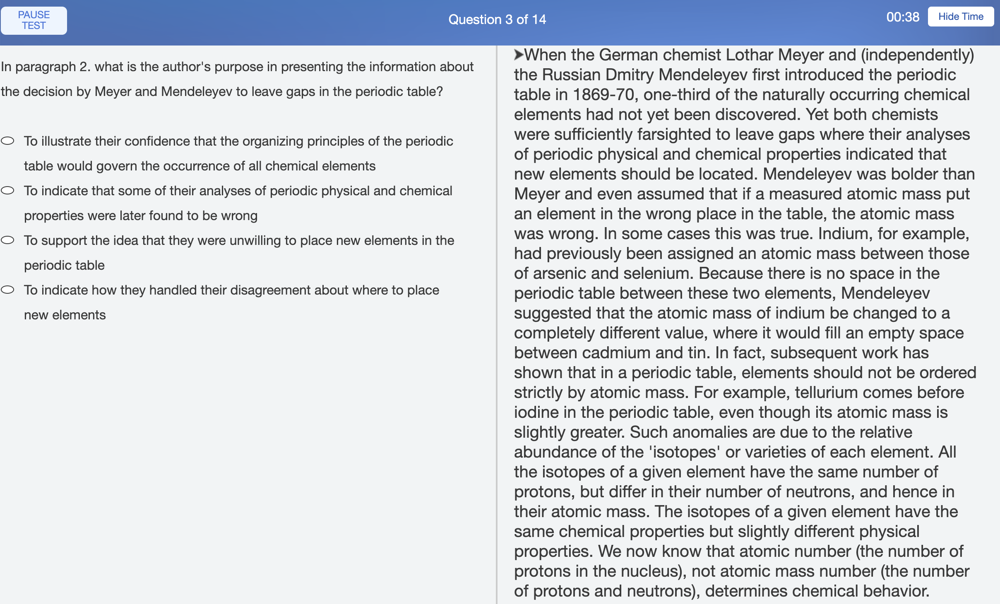 PAUSE
TEST
Question 3 of 14
00:38
Hide Time
In paragraph 2. what is the author's purpose in presenting the information about
the decision by Meyer and Mendeleyev to leave gaps in the periodic table?
To illustrate their confidence that the organizing principles of the periodic
table would govern the occurrence of all chemical elements
To indicate that some of their analyses of periodic physical and chemical
properties were later found to be wrong
To support the idea that they were unwilling to place new elements in the
periodic table
To indicate how they handled their disagreement about where to place
new elements
➤When the German chemist Lothar Meyer and (independently)
the Russian Dmitry Mendeleyev first introduced the periodic
table in 1869-70, one-third of the naturally occurring chemical
elements had not yet been discovered. Yet both chemists
were sufficiently farsighted to leave gaps where their analyses
of periodic physical and chemical properties indicated that
new elements should be located. Mendeleyev was bolder than
Meyer and even assumed that if a measured atomic mass put
an element in the wrong place in the table, the atomic mass
was wrong. In some cases this was true. Indium, for example,
had previously been assigned an atomic mass between those
of arsenic and selenium. Because there is no space in the
periodic table between these two elements, Mendeleyev
suggested that the atomic mass of indium be changed to a
completely different value, where it would fill an empty space
between cadmium and tin. In fact, subsequent work has
shown that in a periodic table, elements should not be ordered
strictly by atomic mass. For example, tellurium comes before
iodine in the periodic table, even though its atomic mass is
slightly greater. Such anomalies are due to the relative
abundance of the 'isotopes' or varieties of each element. All
the isotopes of a given element have the same number of
protons, but differ in their number of neutrons, and hence in
their atomic mass. The isotopes of a given element have the
same chemical properties but slightly different physical
properties. We now know that atomic number (the number of
protons in the nucleus), not atomic mass number (the number
of protons and neutrons), determines chemical behavior.